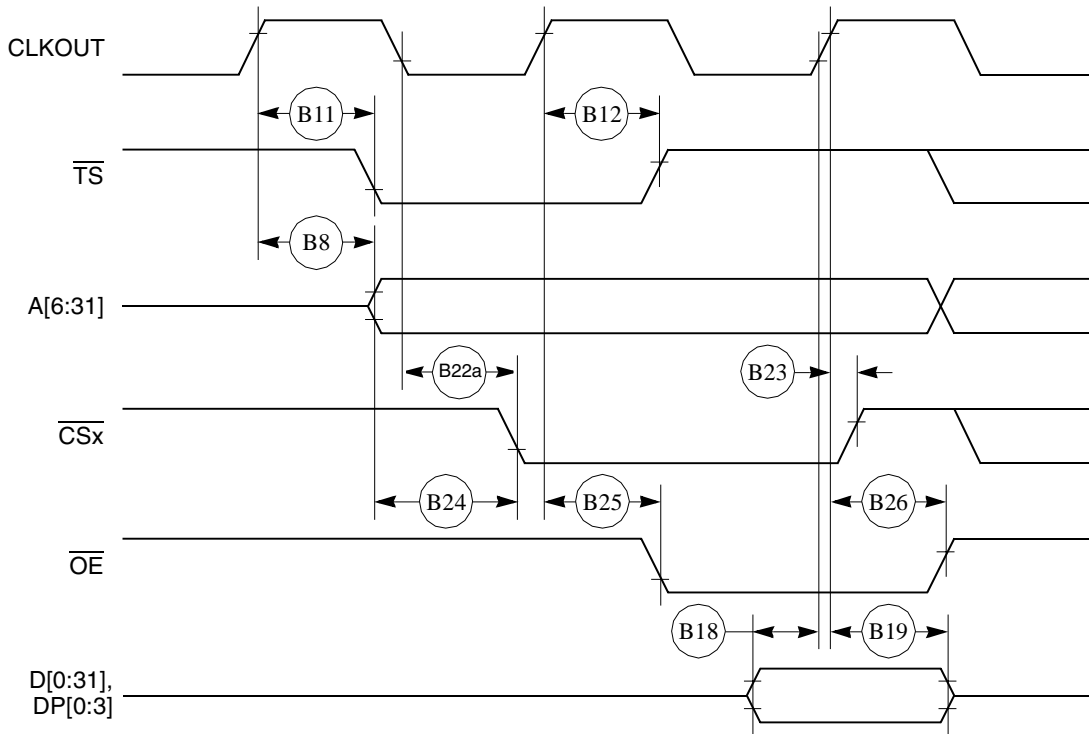 CLKOUT
B11
B12
TS
B8
A[6:31]
B22a
B23
CSx
B24
B25
B26
OE
B18
B19
D[0:31],
DP[0:3]